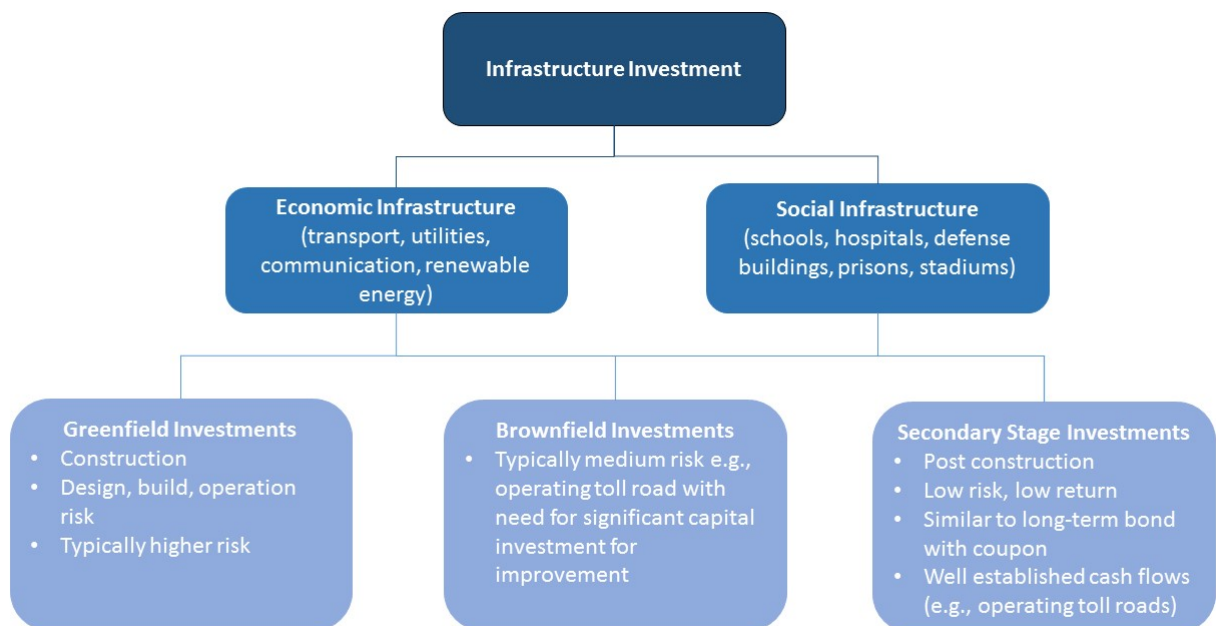 Infrastructure Investment
Economic Infrastructure
(transport, utilities,
communication, renewable
energy)
Social Infrastructure
(schools, hospitals, defense
buildings, prisons, stadiums)
Greenfield Investments
• Construction
• Design, build, operation
risk
• Typically higher risk
Brownfield Investments
• Typically medium risk e.g.,
operating toll road with
need for significant capital
investment for
improvement
Secondary Stage Investments
• Post construction
• Low risk, low return
• Similar to long-term bond
with coupon
• Well established cash flows
(e.g., operating toll roads)